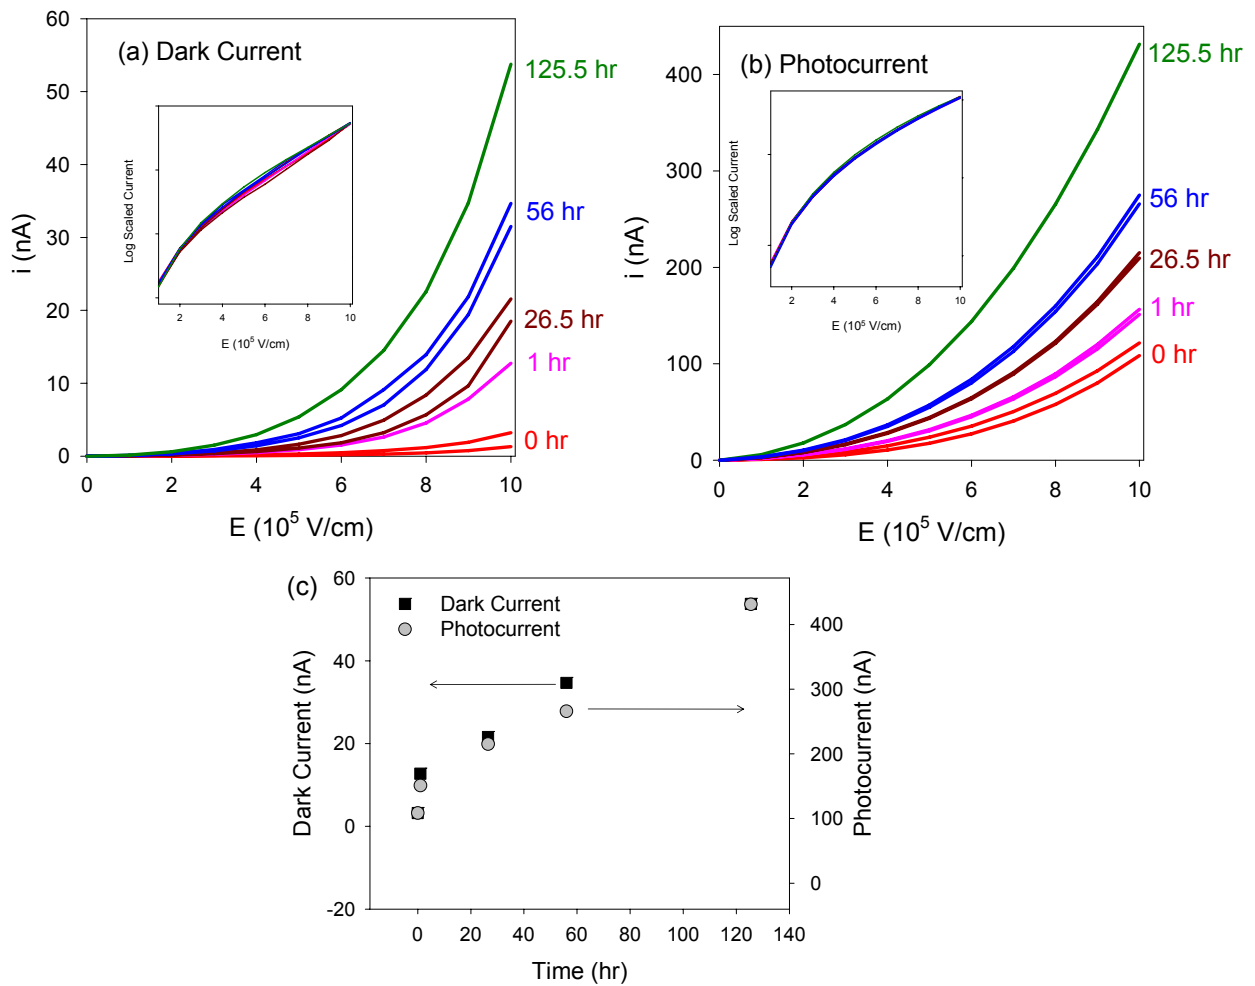 (a) Dark Current
60
50
40
30
20
10
0
i (nA)
0 2 4 6 8 10
E (10⁵ V/cm)
125.5 hr
56 hr
26.5 hr
1 hr
0 hr
Log Scaled Current
2 4 6 8 10
E (10⁵ V/cm)
(b) Photocurrent
400
300
200
100
0
i (nA)
0 2 4 6 8 10
E (10⁵ V/cm)
125.5 hr
56 hr
26.5 hr
1 hr
0 hr
Log Scaled Current
2 4 6 8 10
E (10⁵ V/cm)
(c)
Dark Current
Photocurrent
60
40
20
0
-20
Dark Current (nA)
400
300
200
100
0
Photocurrent (nA)
0 20 40 60 80 100 120 140
Time (hr)